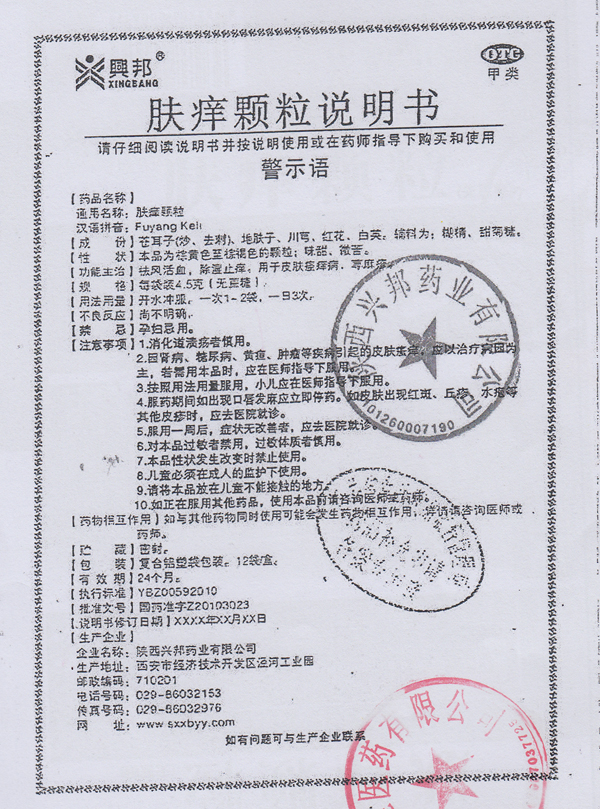 興邦®
XINGBANG
OTC
甲类
肤痒颗粒说明书
请仔细阅读说明书并按说明使用或在药师指导下购买和使用
警示语
【药品名称】
通用名称：肤痒颗粒
汉语拼音：Fuyang Keli
【成　份】苍耳子(炒、去刺)、地肤子、川芎、红花、白英。辅料为：糊精、甜菊糖。
【性　状】本品为棕黄色至棕褐色的颗粒；味甜、微苦。
【功能主治】祛风活血，除湿止痒。用于皮肤瘙痒病、荨麻疹。
【规　格】每袋装4.5克（无蔗糖）
【用法用量】开水冲服。一次1-2袋，一日3次。
【不良反应】尚不明确。
【禁　忌】孕妇忌用。
【注意事项】1.消化道溃疡者慎用。
2.因肾病、糖尿病、黄疸、肿瘤等疾病引起的皮肤瘙痒，应以治疗病因为
主，若需用本品时，应在医师指导下服用。
3.按照用法用量服用，小儿应在医师指导下服用。
4.服药期间如出现口唇发麻应立即停药。如皮肤出现红斑、丘疹、水疱等
其他皮疹时，应去医院就诊。
5.服用一周后，症状无改善者，应去医院就诊。
6.对本品过敏者禁用，过敏体质者慎用。
7.本品性状发生改变时禁止使用。
8.儿童必须在成人的监护下使用。
9.请将本品放在儿童不能接触的地方。
10.如正在服用其他药品，使用本品前请咨询医师或药师。
【药物相互作用】如与其他药物同时使用可能会发生药物相互作用，详情请咨询医师或
药师。
【贮　藏】密封。
【包　装】复合铝塑袋包装。12袋/盒。
【有 效 期】24个月。
【执行标准】YBZ00592010
【批准文号】国药准字Z20103023
【说明书修订日期】XXXX年XX月XX日
【生产企业】
企业名称：陕西兴邦药业有限公司
生产地址：西安市经济技术开发区泾河工业园
邮政编码：710201
电话号码：029-86032153
传真号码：029-86032976
网　址：www.sxxbyy.com
如有问题可与生产企业联系
陕西兴邦药业有限公司
6101260007190
医药有限公司